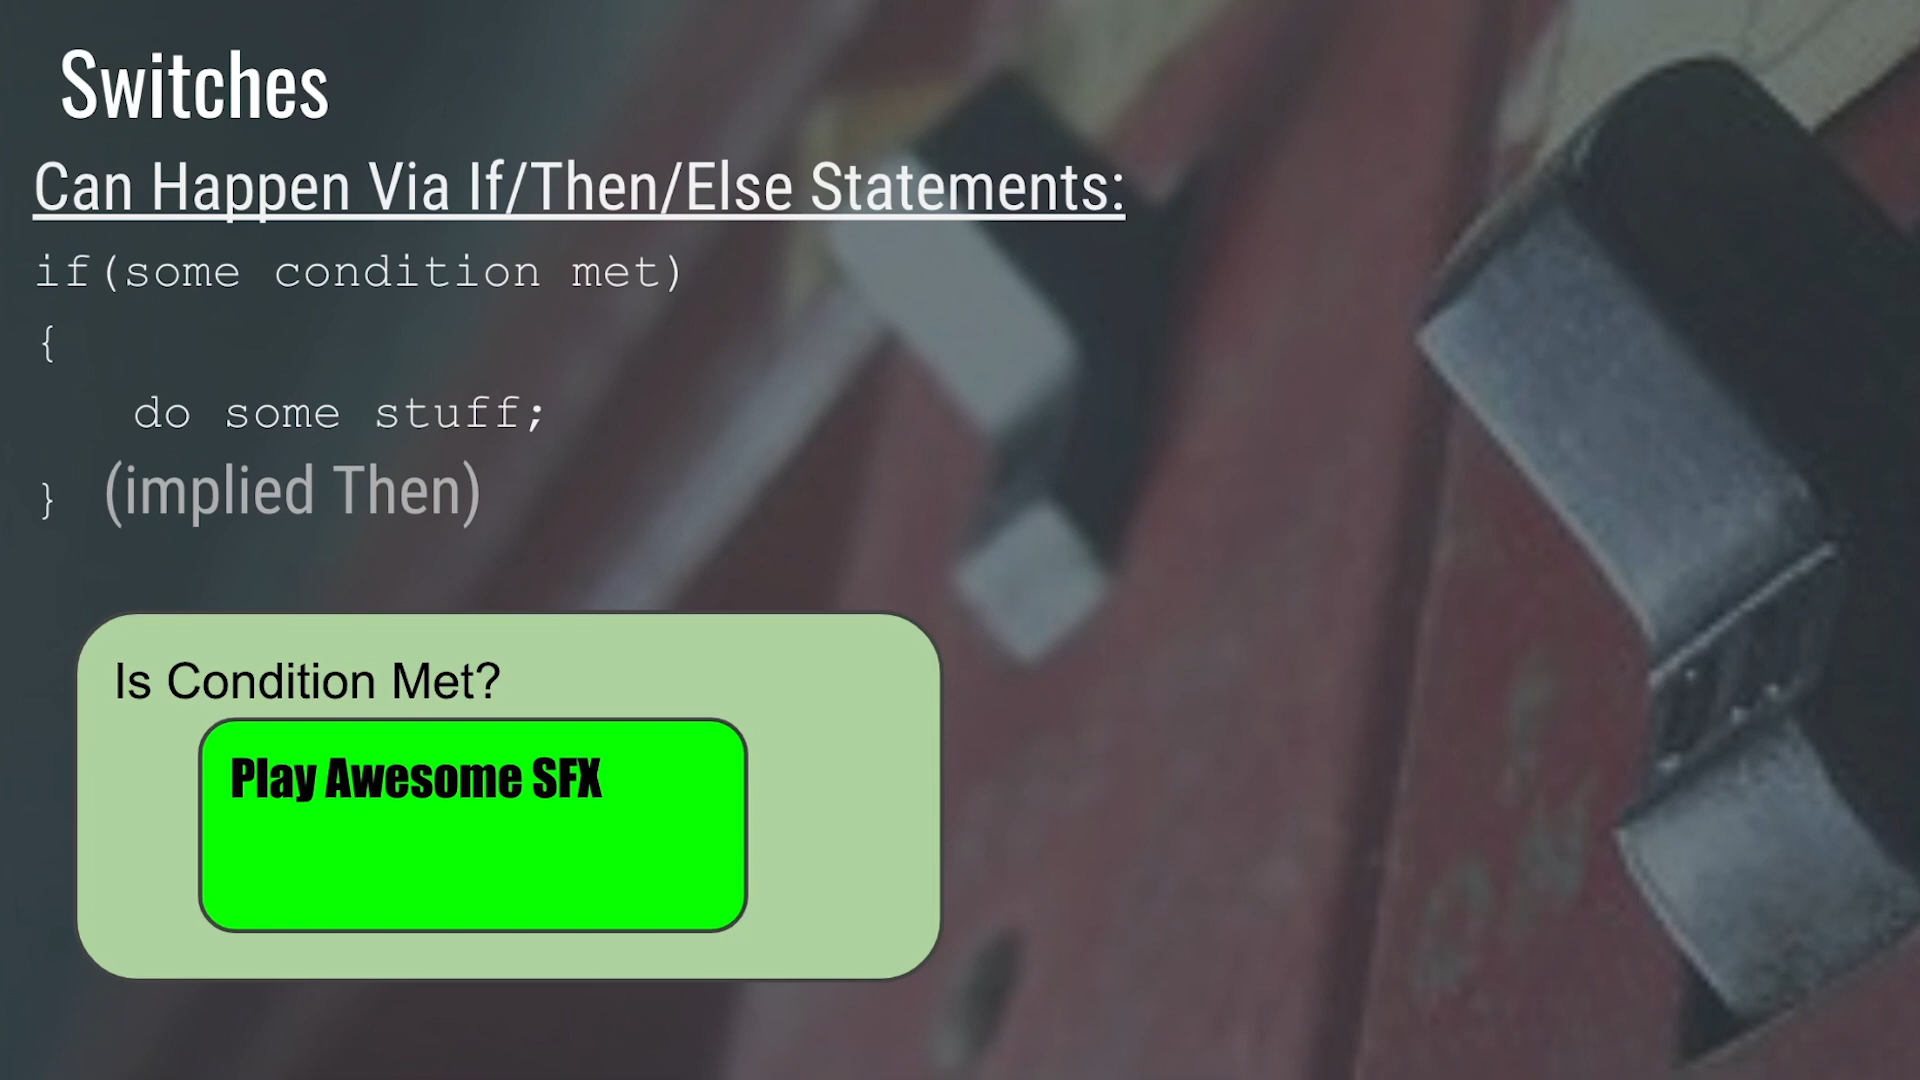 Switches
Can Happen Via If/Then/Else Statements:
if(some condition met)
{
do some stuff;
} (implied Then)
Is Condition Met?
Play Awesome SFX